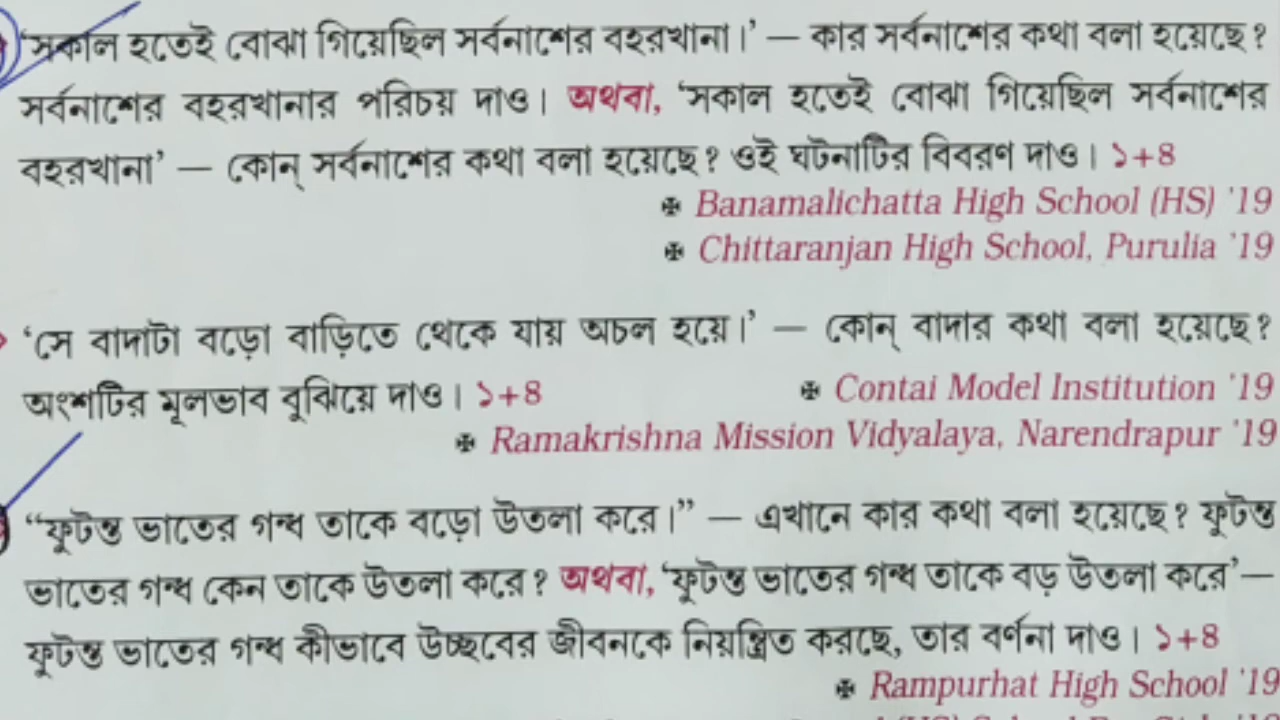 ‘সকাল হতেই বোঝা গিয়েছিল সর্বনাশের বহরখানা।’ — কার সর্বনাশের কথা বলা হয়েছে?
সর্বনাশের বহরখানার পরিচয় দাও। অথবা, ‘সকাল হতেই বোঝা গিয়েছিল সর্বনাশের
বহরখানা’ — কোন্ সর্বনাশের কথা বলা হয়েছে? ওই ঘটনাটির বিবরণ দাও। ১+৪
✠ Banamalichatta High School (HS) ’19
✠ Chittaranjan High School, Purulia ’19
‘সে বাদাটা বড়ো বাড়িতে থেকে যায় অচল হয়ে।’ — কোন্ বাদার কথা বলা হয়েছে?
অংশটির মূলভাব বুঝিয়ে দাও। ১+৪ ✠ Contai Model Institution ’19
✠ Ramakrishna Mission Vidyalaya, Narendrapur ’19
“ফুটন্ত ভাতের গন্ধ তাকে বড়ো উতলা করে।” — এখানে কার কথা বলা হয়েছে? ফুটন্ত
ভাতের গন্ধ কেন তাকে উতলা করে? অথবা, ‘ফুটন্ত ভাতের গন্ধ তাকে বড় উতলা করে’—
ফুটন্ত ভাতের গন্ধ কীভাবে উচ্ছবের জীবনকে নিয়ন্ত্রিত করছে, তার বর্ণনা দাও। ১+৪
✠ Rampurhat High School ’19